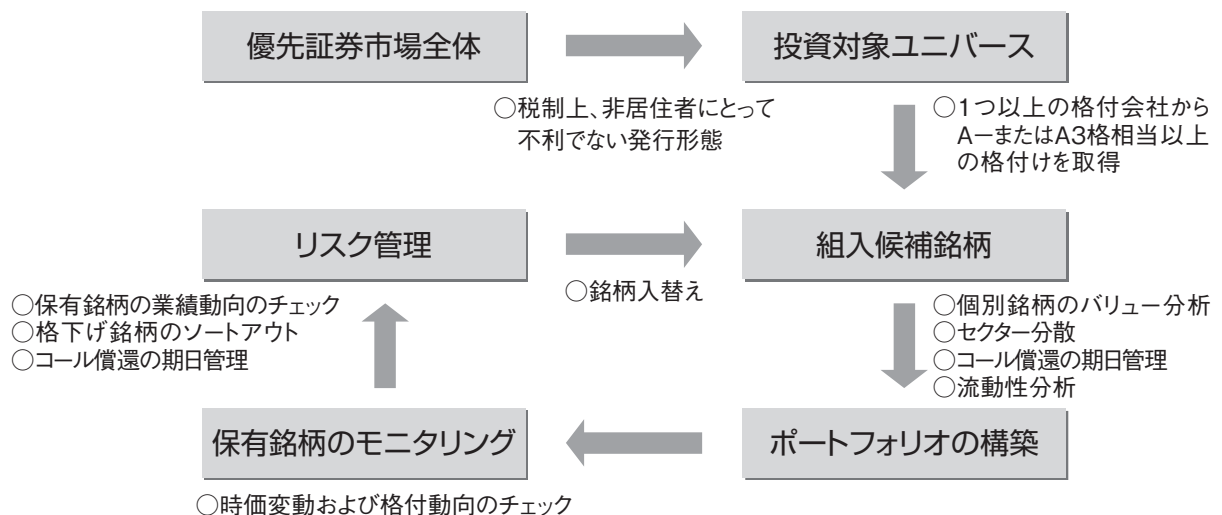 優先証券市場全体
投資対象ユニバース
○税制上、非居住者にとって
不利でない発行形態
○1つ以上の格付会社から
A－またはA3格相当以上
の格付けを取得
リスク管理
組入候補銘柄
○銘柄入替え
○保有銘柄の業績動向のチェック
○格下げ銘柄のソートアウト
○コール償還の期日管理
○個別銘柄のバリュー分析
○セクター分散
○コール償還の期日管理
○流動性分析
保有銘柄のモニタリング
ポートフォリオの構築
○時価変動および格付動向のチェック